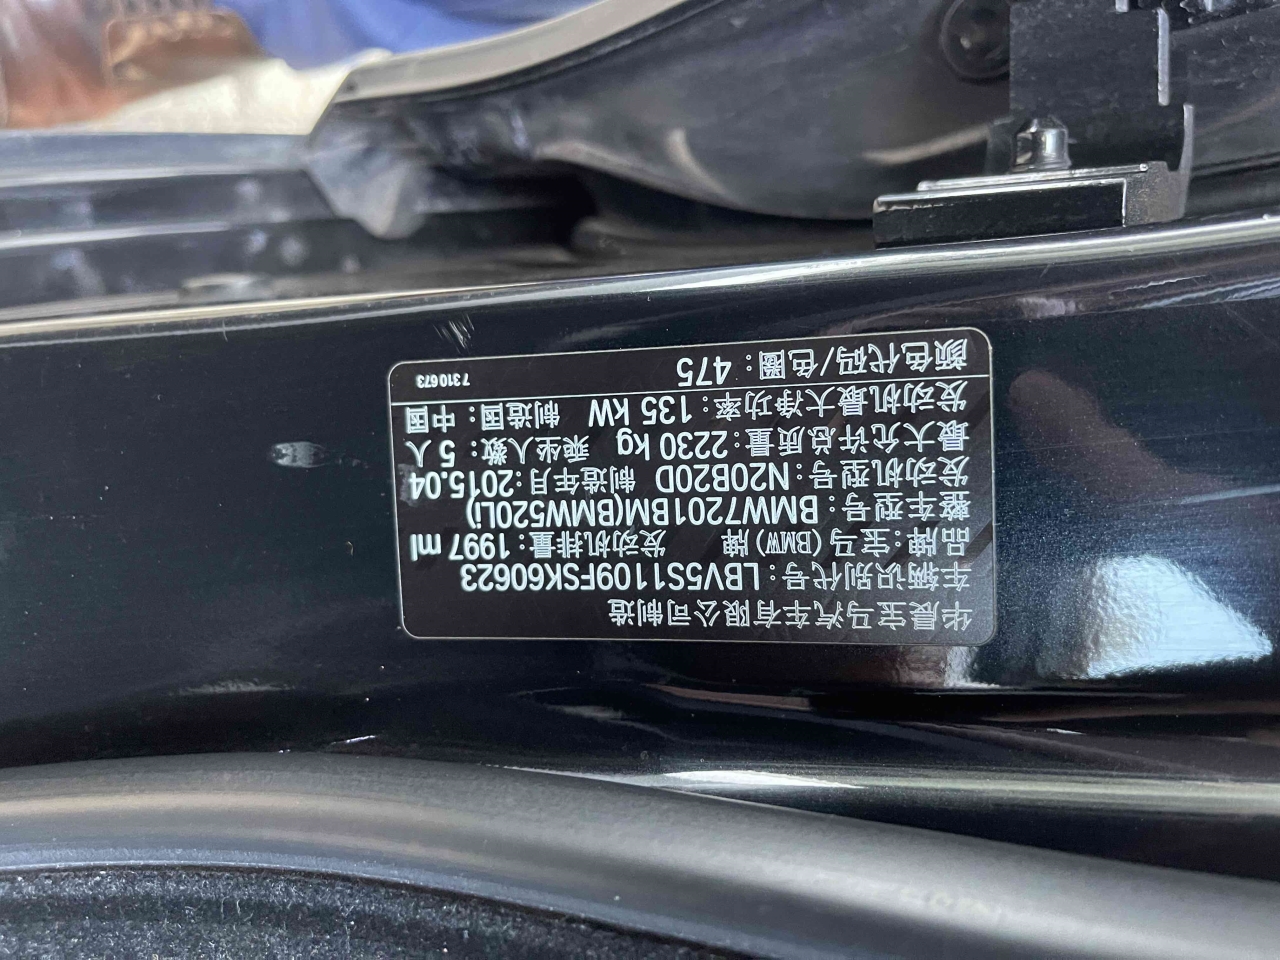 华晨宝马汽车有限公司制造
车辆识别代号：LBV5S1109FSK60623
品牌：宝马(BMW)牌 发动机排量：1997 ml
整车型号：BMW7201BM(BMW520Li)
发动机型号：N20B20D 制造年月：2015.04
最大允许总质量：2230 kg 乘坐人数：5人
发动机最大净功率：135 kW 制造国：中国
颜色代码/色圈：475 7310673